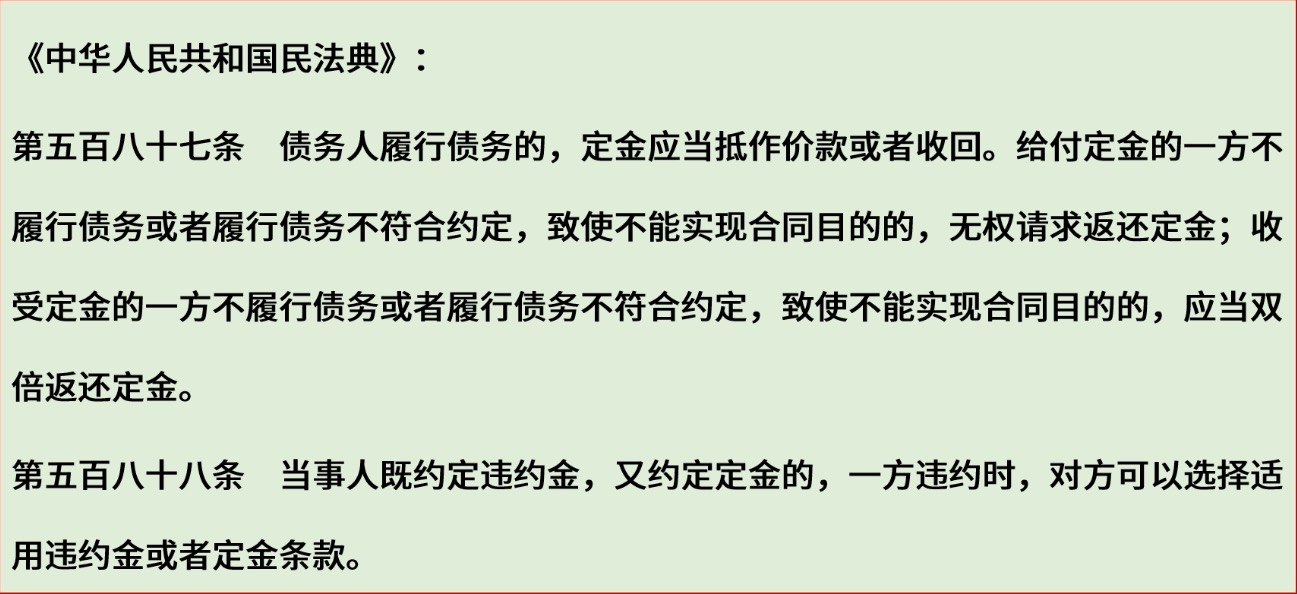 《中华人民共和国民法典》：
第五百八十七条　债务人履行债务的，定金应当抵作价款或者收回。给付定金的一方不
履行债务或者履行债务不符合约定，致使不能实现合同目的的，无权请求返还定金；收
受定金的一方不履行债务或者履行债务不符合约定，致使不能实现合同目的的，应当双
倍返还定金。
第五百八十八条　当事人既约定违约金，又约定定金的，一方违约时，对方可以选择适
用违约金或者定金条款。